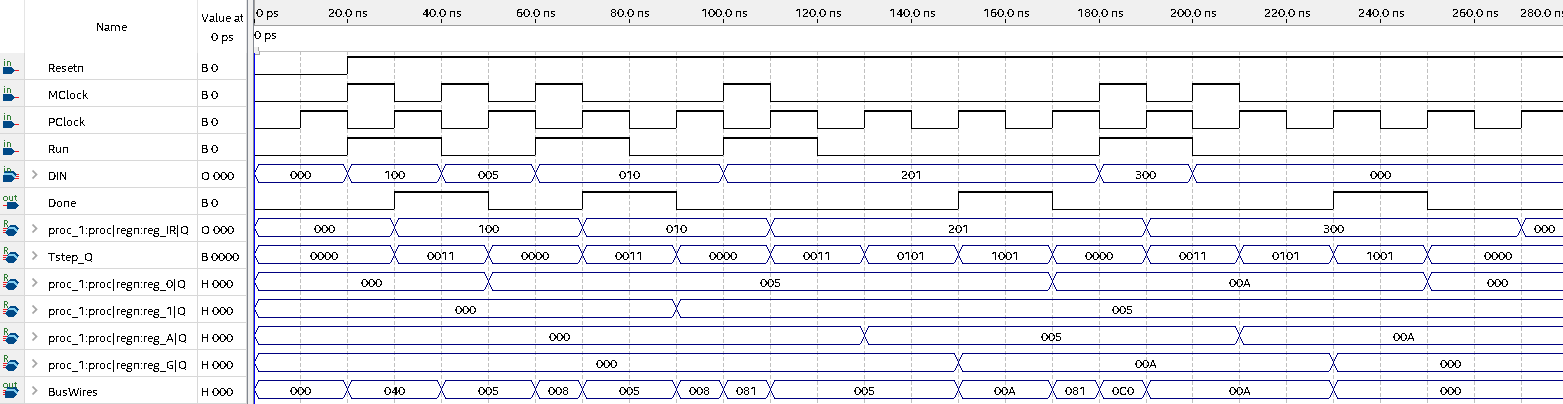 Name Value at 0 ps 0 ps 20.0 ns 40.0 ns 60.0 ns 80.0 ns 100.0 ns 120.0 ns 140.0 ns 160.0 ns 180.0 ns 200.0 ns 220.0 ns 240.0 ns 260.0 ns 280.0 ns
0 ps
in Resetn B 0
in MClock B 0
in PClock B 0
in Run B 0
in > DIN O 000 000 100 005 010 201 300 000
out Done B 0
R > proc_1:proc|regn:reg_IR|Q O 000 000 100 010 201 300 000
R > Tstep_Q B 0000 0000 0011 0000 0011 0000 0011 0101 1001 0000 0011 0101 1001 0000
R > proc_1:proc|regn:reg_0|Q H 000 000 005 00A 000
R > proc_1:proc|regn:reg_1|Q H 000 000 005
R > proc_1:proc|regn:reg_A|Q H 000 000 005 00A
R > proc_1:proc|regn:reg_G|Q H 000 000 00A 000
out > BusWires H 000 000 040 005 008 005 008 081 005 00A 081 0C0 00A 000